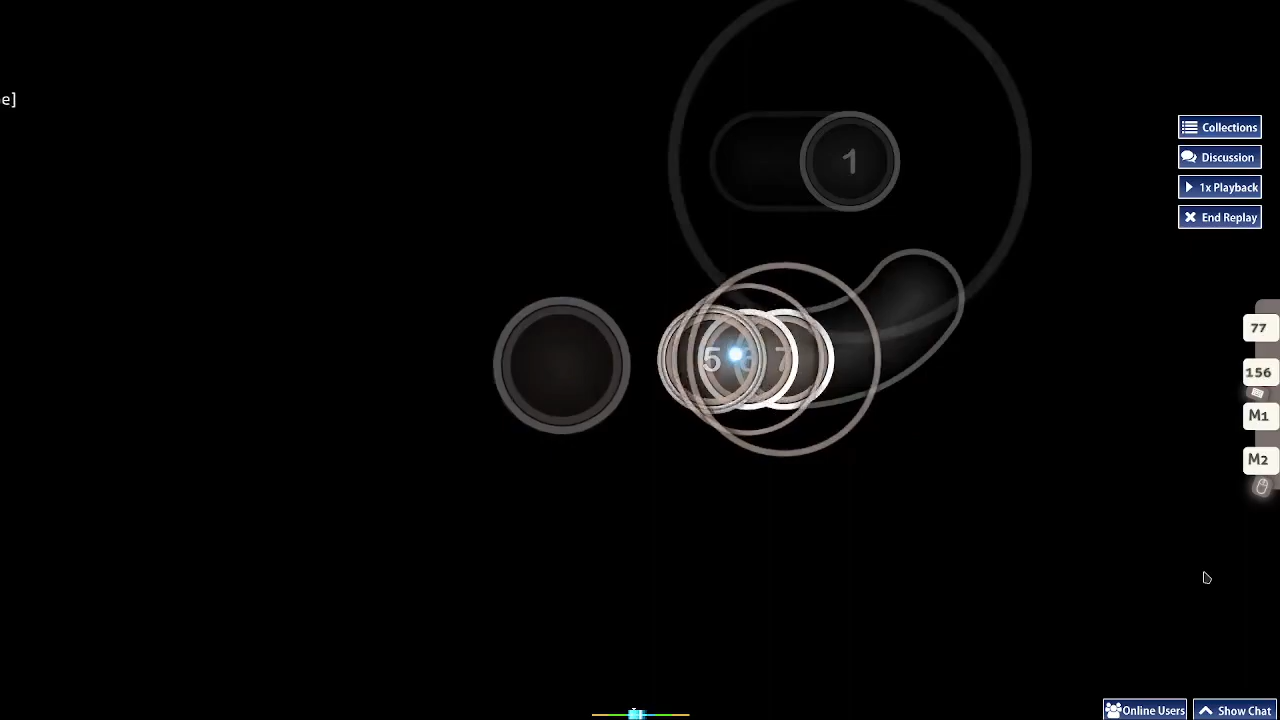 e]
Collections
1
Discussion
1x Playback
End Replay
77
5
7
156
M1
M2
Online Users
Show Chat